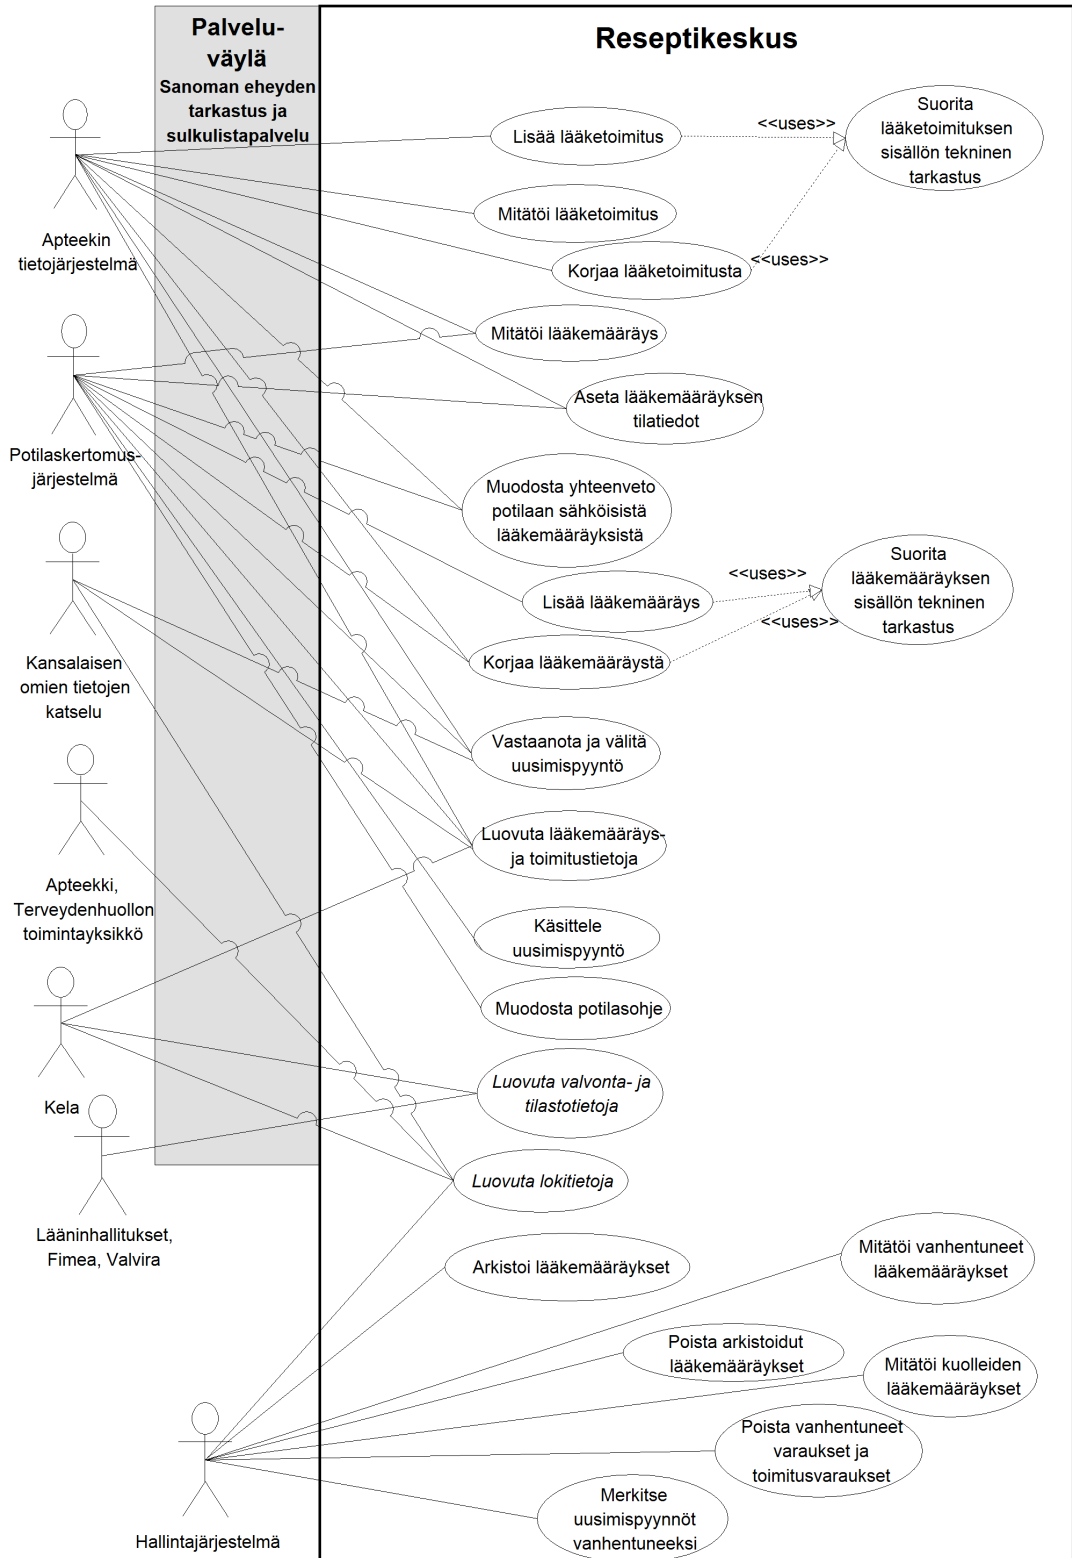 Palvelu-
väylä
Sanoman eheyden
tarkastus ja
sulkulistapalvelu
Reseptikeskus
Apteekin
tietojärjestelmä
Potilaskertomus-
järjestelmä
Kansalaisen
omien tietojen
katselu
Apteekki,
Terveydenhuollon
toimintayksikkö
Kela
Lääninhallitukset,
Fimea, Valvira
Hallintajärjestelmä
Lisää lääketoimitus
<<uses>>
Suorita
lääketoimituksen
sisällön tekninen
tarkastus
Mitätöi lääketoimitus
Korjaa lääketoimitusta
<<uses>>
Mitätöi lääkemääräys
Aseta lääkemääräyksen
tilatiedot
Muodosta yhteenveto
potilaan sähköisistä
lääkemääräyksistä
Lisää lääkemääräys
<<uses>>
Suorita
lääkemääräyksen
sisällön tekninen
tarkastus
<<uses>>
Korjaa lääkemääräystä
Vastaanota ja välitä
uusimispyyntö
Luovuta lääkemääräys-
ja toimitustietoja
Käsittele
uusimispyyntö
Muodosta potilasohje
Luovuta valvonta- ja
tilastotietoja
Luovuta lokitietoja
Arkistoi lääkemääräykset
Mitätöi vanhentuneet
lääkemääräykset
Poista arkistoidut
lääkemääräykset
Mitätöi kuolleiden
lääkemääräykset
Poista vanhentuneet
varaukset ja
toimitusvaraukset
Merkitse
uusimispyynnöt
vanhentuneeksi